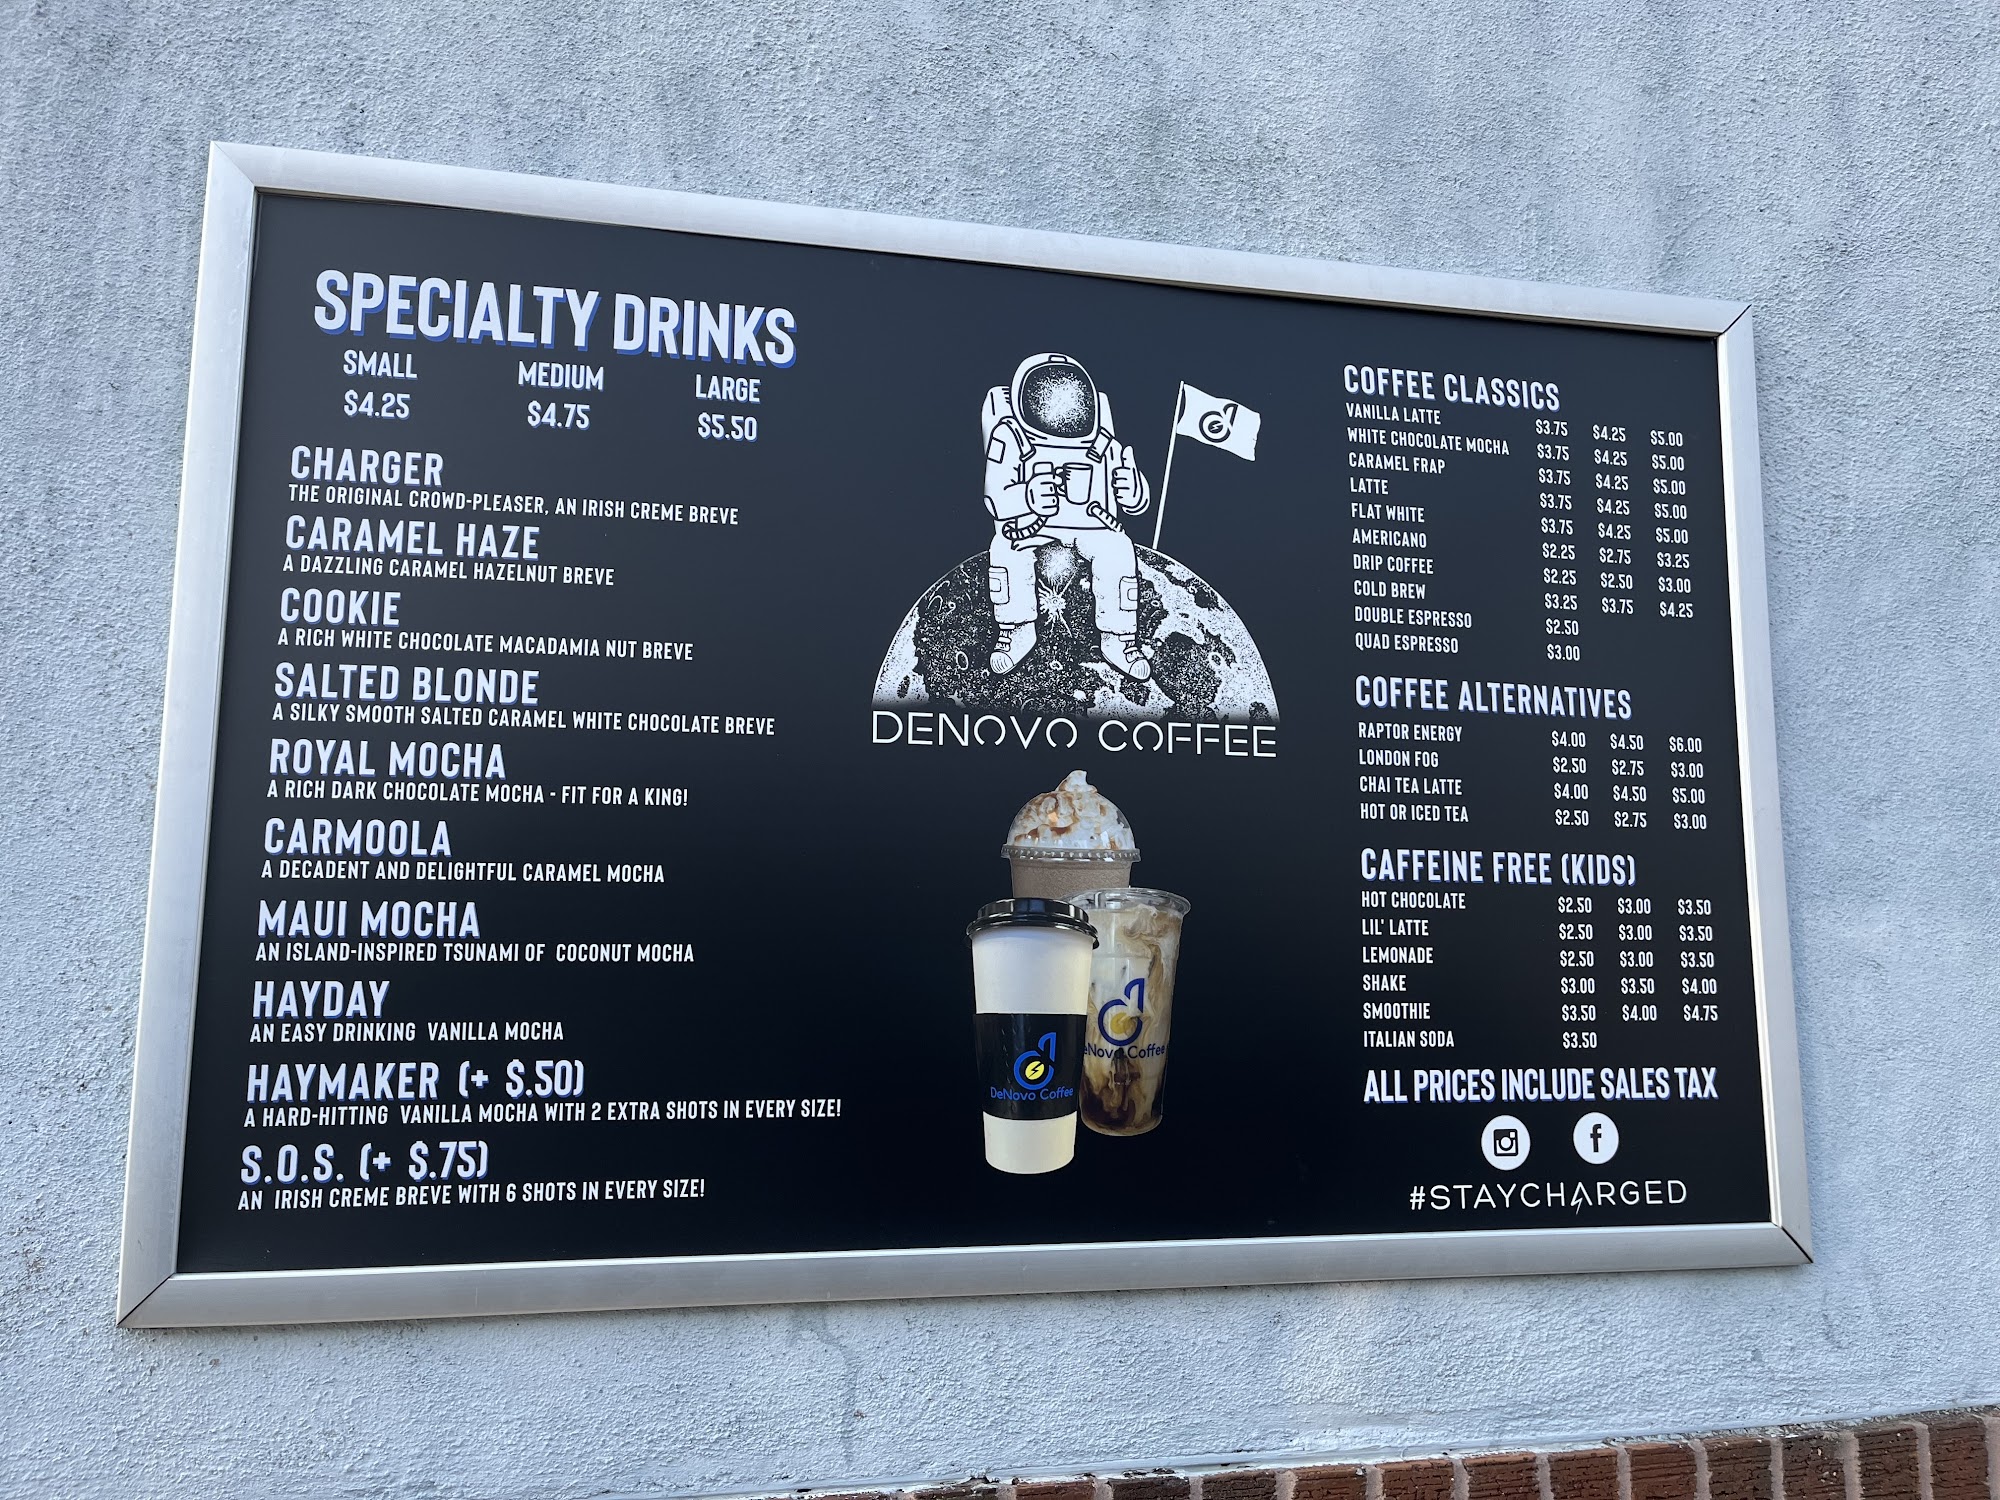 SPECIALTY DRINKS
SMALL MEDIUM LARGE
$4.25 $4.75 $5.50
CHARGER
THE ORIGINAL CROWD-PLEASER, AN IRISH CREME BREVE
CARAMEL HAZE
A DAZZLING CARAMEL HAZELNUT BREVE
COOKIE
A RICH WHITE CHOCOLATE MACADAMIA NUT BREVE
SALTED BLONDE
A SILKY SMOOTH SALTED CARAMEL WHITE CHOCOLATE BREVE
ROYAL MOCHA
A RICH DARK CHOCOLATE MOCHA - FIT FOR A KING!
CARMOOLA
A DECADENT AND DELIGHTFUL CARAMEL MOCHA
MAUI MOCHA
AN ISLAND-INSPIRED TSUNAMI OF COCONUT MOCHA
HAYDAY
AN EASY DRINKING VANILLA MOCHA
HAYMAKER (+ $.50)
A HARD-HITTING VANILLA MOCHA WITH 2 EXTRA SHOTS IN EVERY SIZE!
S.O.S. (+ $.75)
AN IRISH CREME BREVE WITH 6 SHOTS IN EVERY SIZE!
DENOVO COFFEE
DeNovo Coffee
eNovo Coffee
COFFEE CLASSICS
VANILLA LATTE $3.75 $4.25 $5.00
WHITE CHOCOLATE MOCHA $3.75 $4.25 $5.00
CARAMEL FRAP $3.75 $4.25 $5.00
LATTE $3.75 $4.25 $5.00
FLAT WHITE $3.75 $4.25 $5.00
AMERICANO $2.25 $2.75 $3.25
DRIP COFFEE $2.25 $2.50 $3.00
COLD BREW $3.25 $3.75 $4.25
DOUBLE ESPRESSO $2.50
QUAD ESPRESSO $3.00
COFFEE ALTERNATIVES
RAPTOR ENERGY $4.00 $4.50 $6.00
LONDON FOG $2.50 $2.75 $3.00
CHAI TEA LATTE $4.00 $4.50 $5.00
HOT OR ICED TEA $2.50 $2.75 $3.00
CAFFEINE FREE (KIDS)
HOT CHOCOLATE $2.50 $3.00 $3.50
LIL' LATTE $2.50 $3.00 $3.50
LEMONADE $2.50 $3.00 $3.50
SHAKE $3.00 $3.50 $4.00
SMOOTHIE $3.50 $4.00 $4.75
ITALIAN SODA $3.50
ALL PRICES INCLUDE SALES TAX
#STAYCHARGED